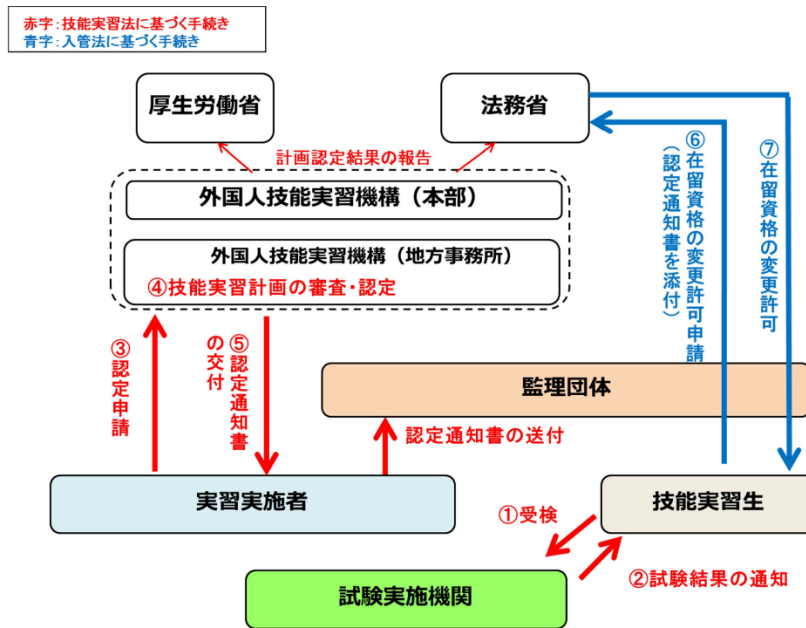 赤字：技能実習法に基づく手続き
青字：入管法に基づく手続き
厚生労働省
法務省
計画認定結果の報告
外国人技能実習機構（本部）
外国人技能実習機構（地方事務所）
④技能実習計画の審査・認定
③認定申請
⑤認定通知書
の交付
⑥在留資格の変更許可申請
（認定通知書を添付）
⑦在留資格の変更許可
監理団体
認定通知書の送付
実習実施者
技能実習生
①受検
②試験結果の通知
試験実施機関